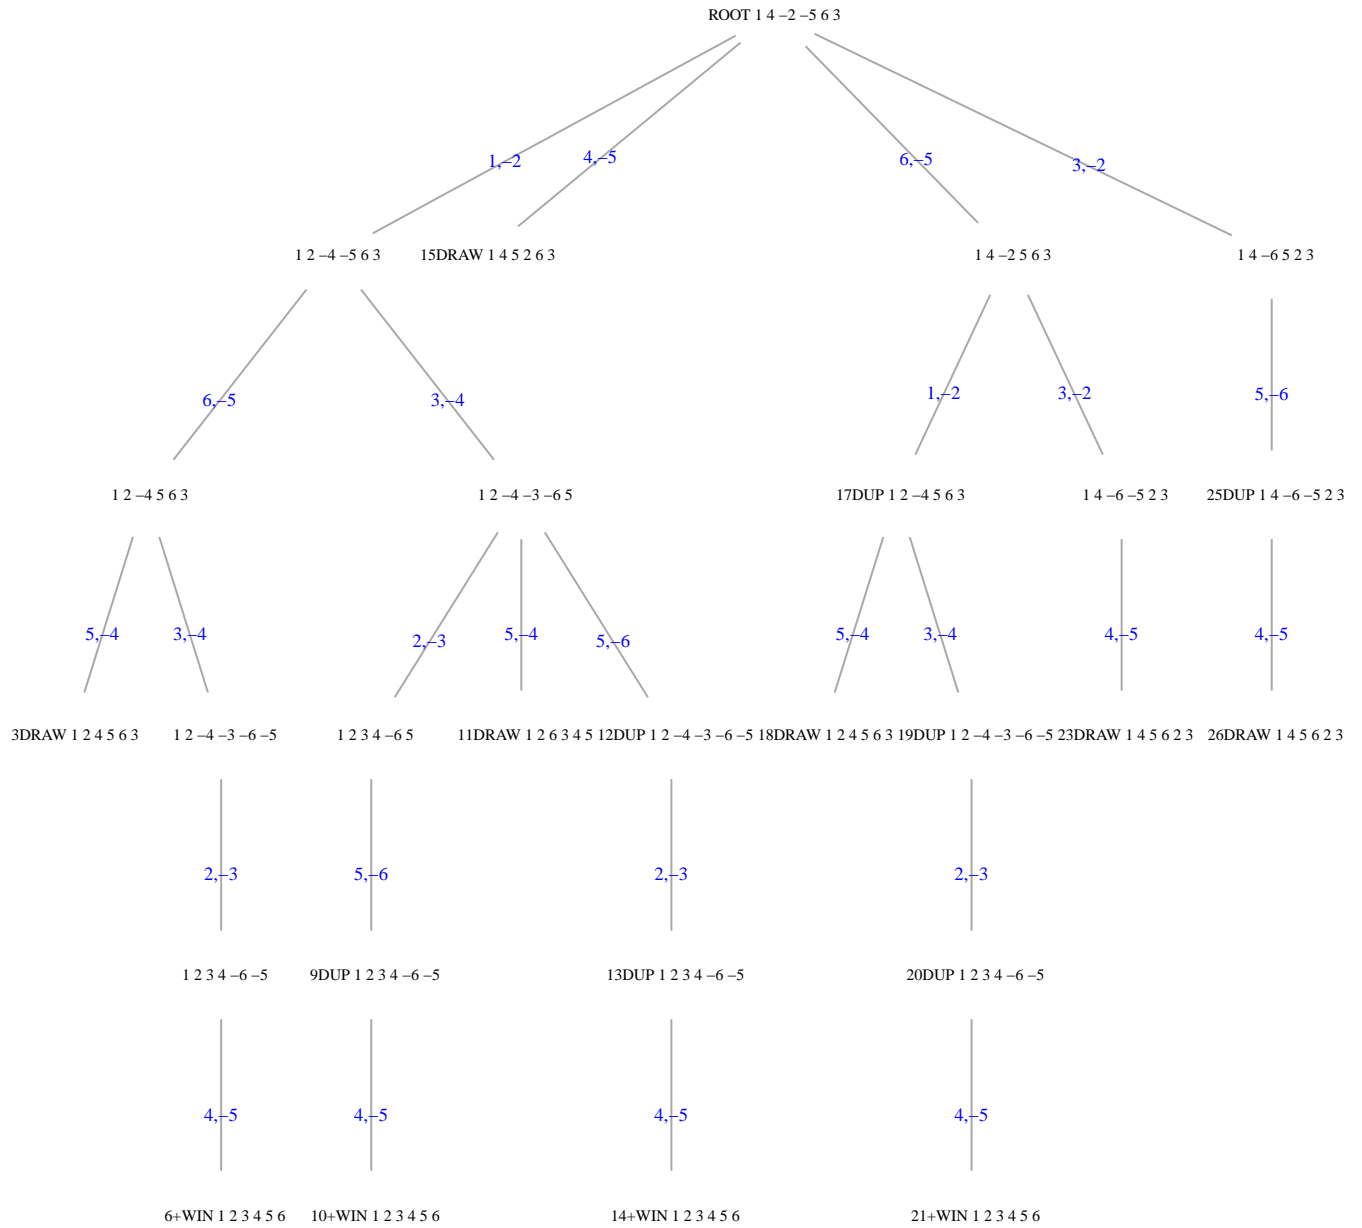 ROOT 1 4 −2 −5 6 3
1,−2
4,−5
6,−5
3,−2
1 2 −4 −5 6 3
15DRAW 1 4 5 2 6 3
1 4 −2 5 6 3
1 4 −6 5 2 3
6,−5
3,−4
1,−2
3,−2
5,−6
1 2 −4 5 6 3
1 2 −4 −3 −6 5
17DUP 1 2 −4 5 6 3
1 4 −6 −5 2 3
25DUP 1 4 −6 −5 2 3
5,−4
3,−4
2,−3
5,−4
5,−6
5,−4
3,−4
4,−5
4,−5
3DRAW 1 2 4 5 6 3
1 2 −4 −3 −6 −5
1 2 3 4 −6 5
11DRAW 1 2 6 3 4 5
12DUP 1 2 −4 −3 −6 −5
18DRAW 1 2 4 5 6 3
19DUP 1 2 −4 −3 −6 −5
23DRAW 1 4 5 6 2 3
26DRAW 1 4 5 6 2 3
2,−3
5,−6
2,−3
2,−3
1 2 3 4 −6 −5
9DUP 1 2 3 4 −6 −5
13DUP 1 2 3 4 −6 −5
20DUP 1 2 3 4 −6 −5
4,−5
4,−5
4,−5
4,−5
6+WIN 1 2 3 4 5 6
10+WIN 1 2 3 4 5 6
14+WIN 1 2 3 4 5 6
21+WIN 1 2 3 4 5 6